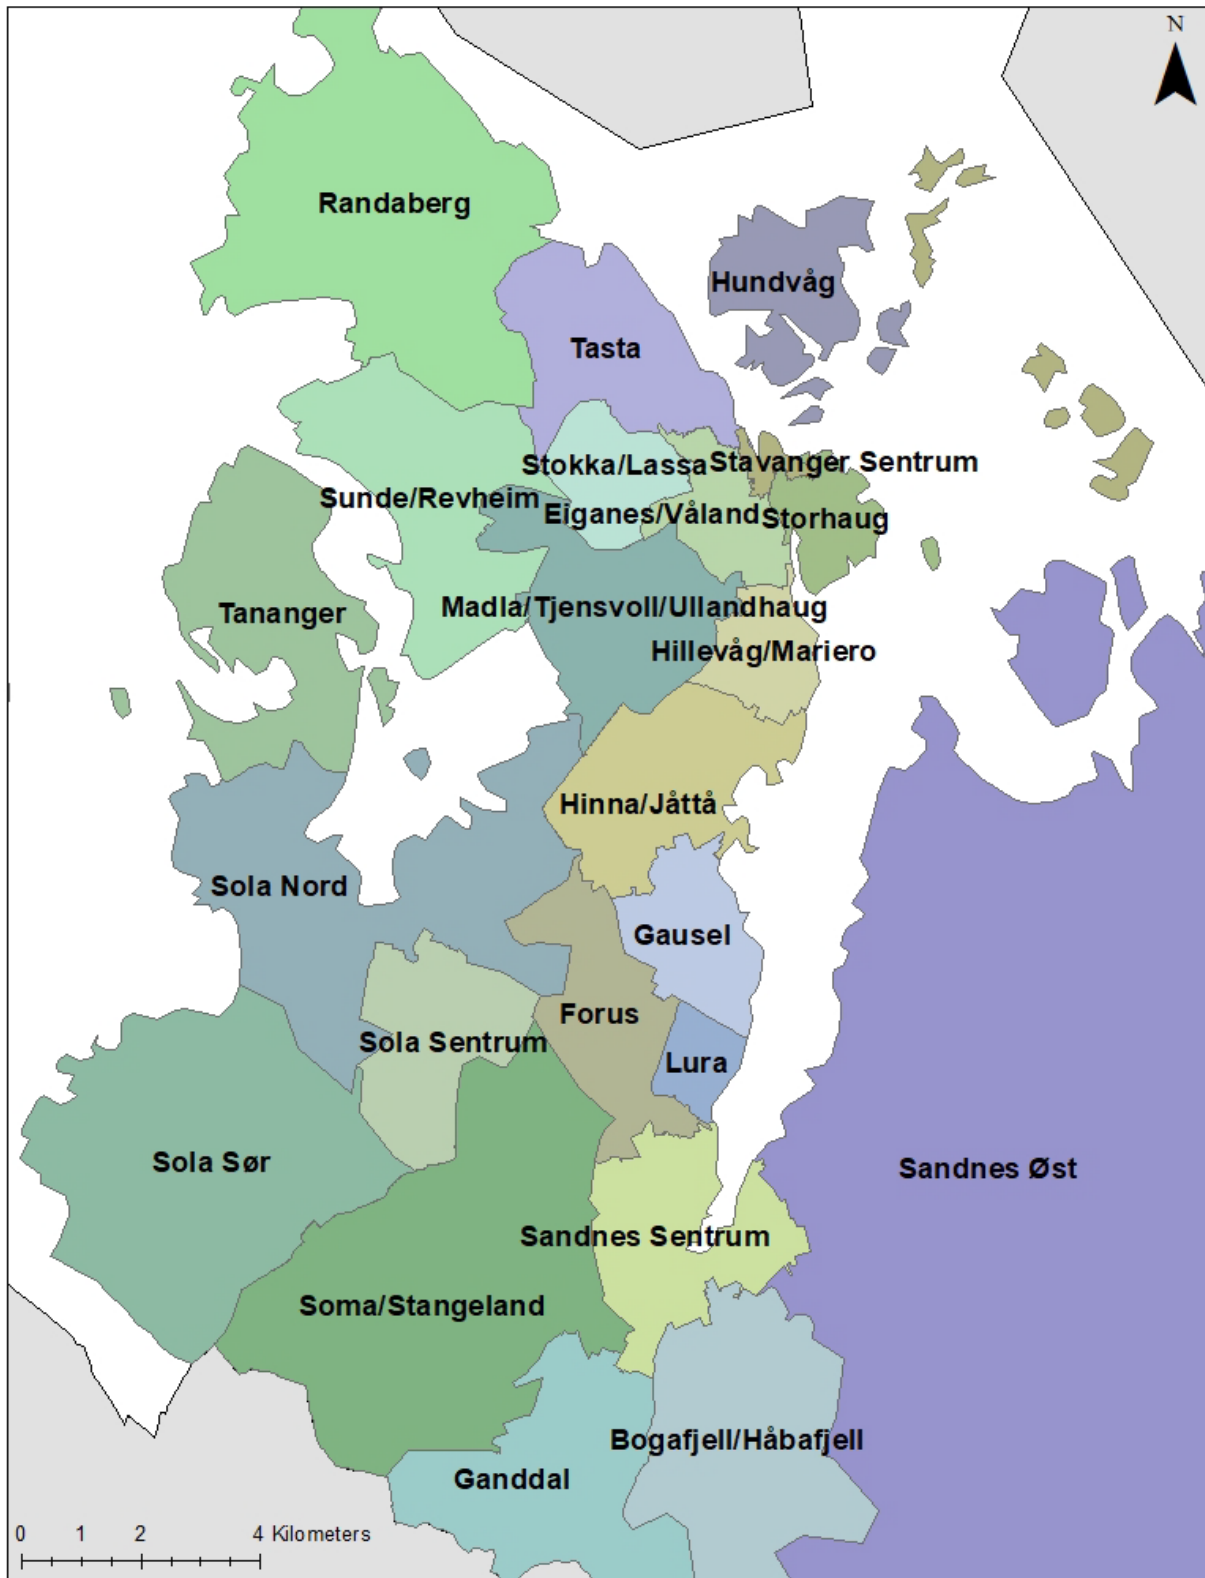 N
Randaberg
Hundvåg
Tasta
Stokka/Lassa
Stavanger Sentrum
Sunde/Revheim
Eiganes/Våland
Storhaug
Madla/Tjensvoll/Ullandhaug
Tananger
Hillevåg/Mariero
Hinna/Jåttå
Sola Nord
Gausel
Forus
Sola Sentrum
Lura
Sola Sør
Sandnes Øst
Sandnes Sentrum
Soma/Stangeland
Bogafjell/Håbafjell
Ganddal
0 1 2 4 Kilometers